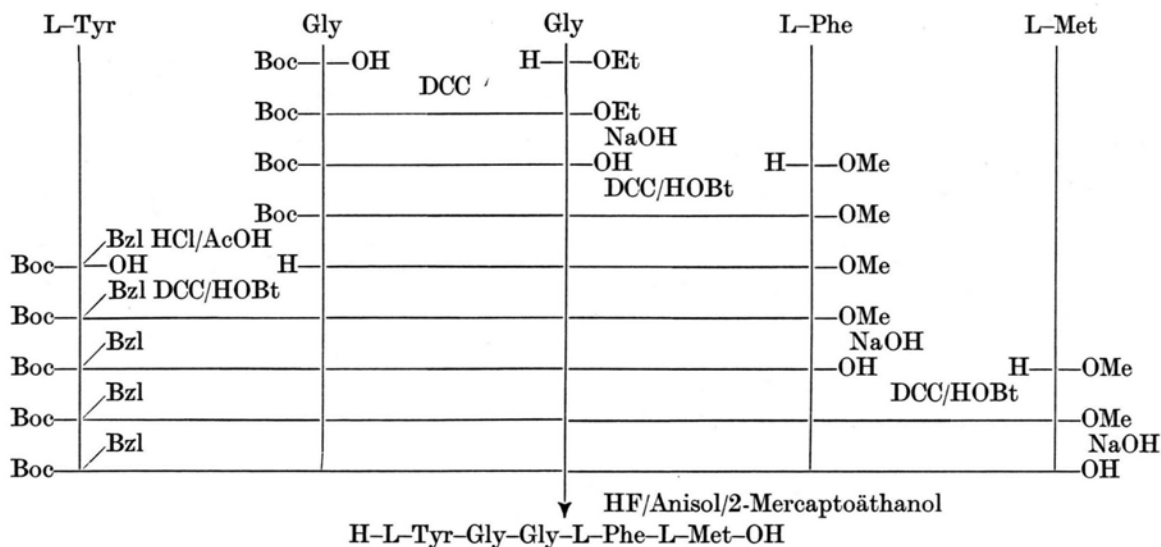 L–Tyr Gly Gly L–Phe L–Met
Boc– –OH H– –OEt
DCC
Boc– –OEt
NaOH
Boc– –OH H– –OMe
DCC/HOBt
Boc– –OMe
Bzl HCl/AcOH
Boc– –OH H– –OMe
Bzl DCC/HOBt
Boc– –OMe
Bzl NaOH
Boc– –OH H– –OMe
Bzl DCC/HOBt
Boc– –OMe
Bzl NaOH
Boc– –OH
HF/Anisol/2-Mercaptoäthanol
H–L–Tyr–Gly–Gly–L–Phe–L–Met–OH